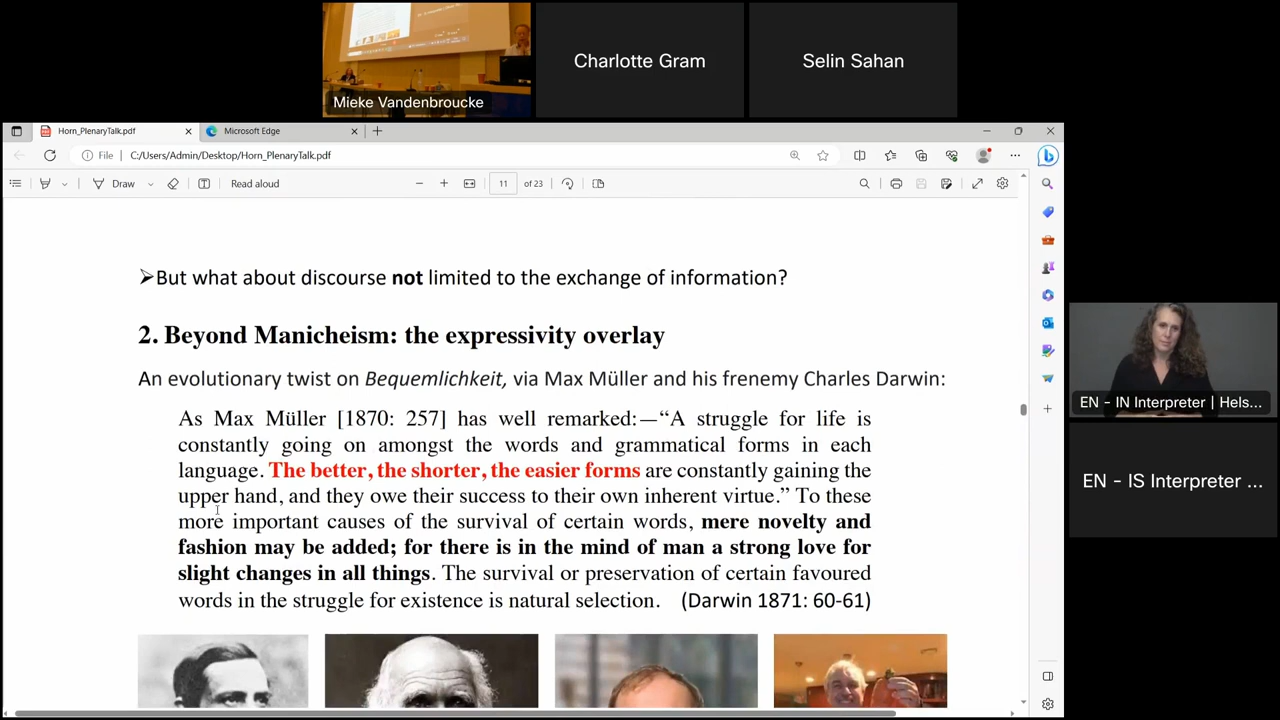 Charlotte Gram
Selin Sahan
Mieke Vandenbroucke
Horn_PlenaryTalk.pdf
Microsoft Edge
File
C:/Users/Admin/Desktop/Horn_PlenaryTalk.pdf
Draw
Read aloud
11
of 23
➢But what about discourse not limited to the exchange of information?
2. Beyond Manicheism: the expressivity overlay
An evolutionary twist on Bequemlichkeit, via Max Müller and his frenemy Charles Darwin:
As Max Müller [1870: 257] has well remarked:—“A struggle for life is
constantly going on amongst the words and grammatical forms in each
language. The better, the shorter, the easier forms are constantly gaining the
upper hand, and they owe their success to their own inherent virtue.” To these
more important causes of the survival of certain words, mere novelty and
fashion may be added; for there is in the mind of man a strong love for
slight changes in all things. The survival or preservation of certain favoured
words in the struggle for existence is natural selection. (Darwin 1871: 60-61)
EN - IN Interpreter | Hels...
EN - IS Interpreter ...